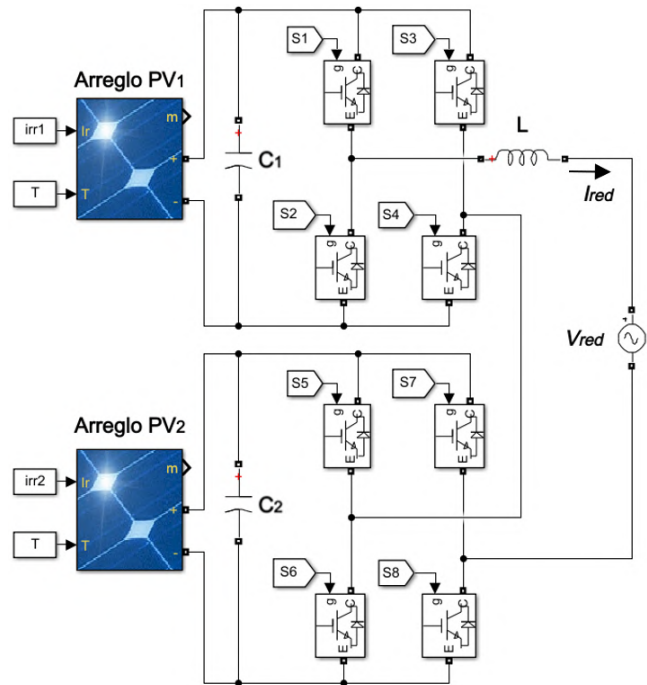 S1
S3
Arreglo PV1
m
g
C
E
g
C
E
irr1
Ir
+
+
C1
L
+
T
T
-
Ired
S2
S4
g
C
E
g
C
E
Vred
+
S5
S7
Arreglo PV2
m
g
C
E
g
C
E
irr2
Ir
+
+
C2
T
T
-
S6
S8
g
C
E
g
C
E